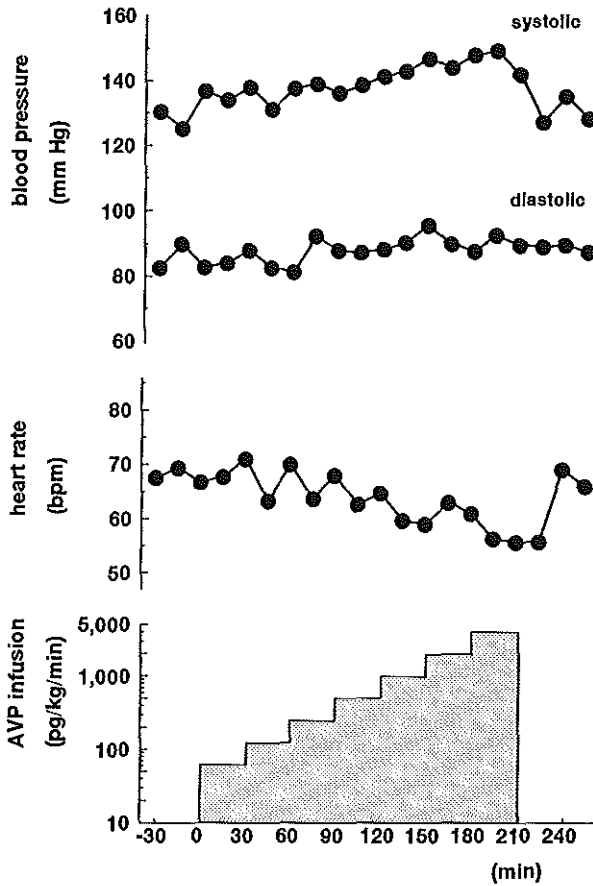 160
systolic
140
120
blood pressure
(mm Hg)
diastolic
100
80
60
80
70
60
50
heart rate
(bpm)
5,000
1,000
100
10
AVP infusion
(pg/kg/min)
-30 0 30 60 90 120 150 180 210 240
(min)